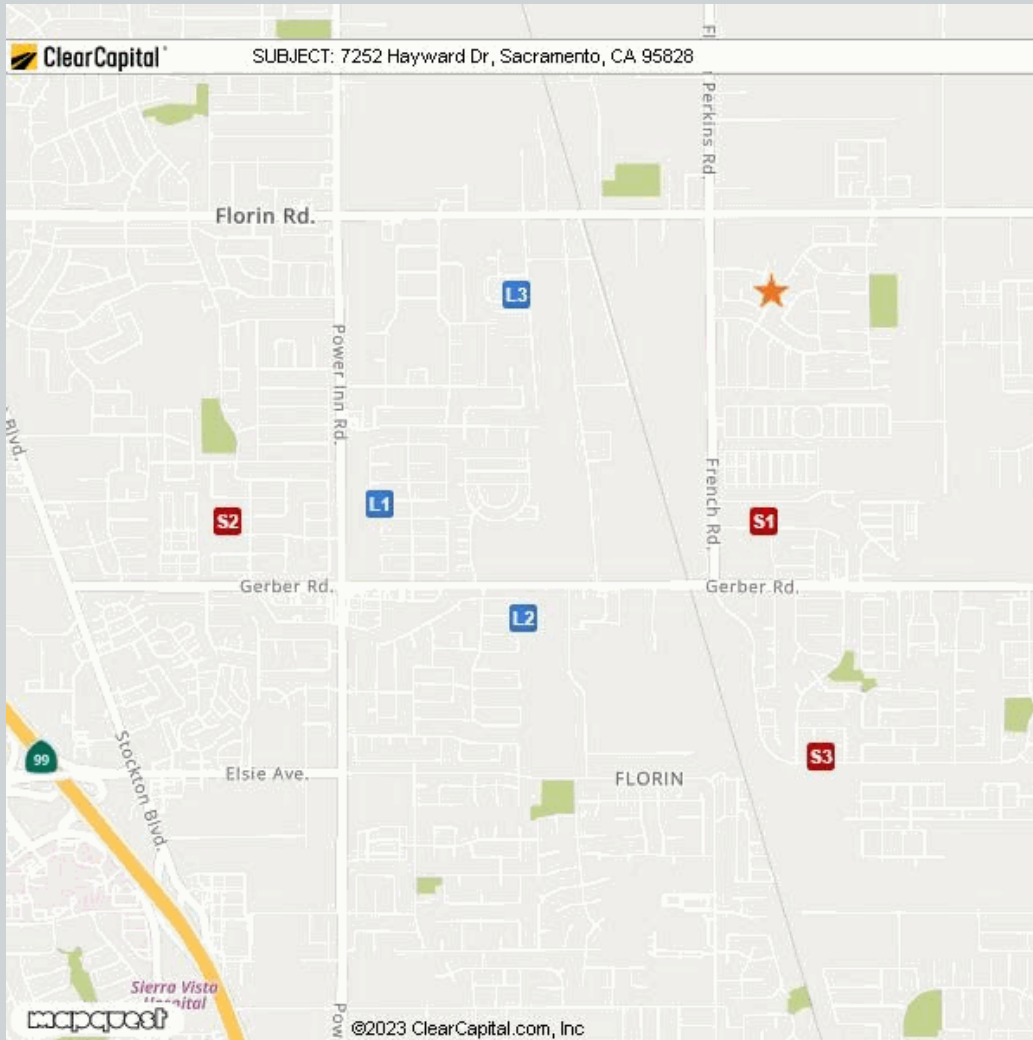 ClearCapital
SUBJECT: 7252 Hayward Dr, Sacramento, CA 95828
Perkins Rd.
Florin Rd.
L3
Power Inn Rd.
Blvd.
French Rd.
L1
S2
S1
Gerber Rd.
Gerber Rd.
L2
99
Stockton Blvd.
S3
Elsie Ave.
FLORIN
Sierra Vista
Hospital
mapquest
Pow
©2023 ClearCapital.com, Inc